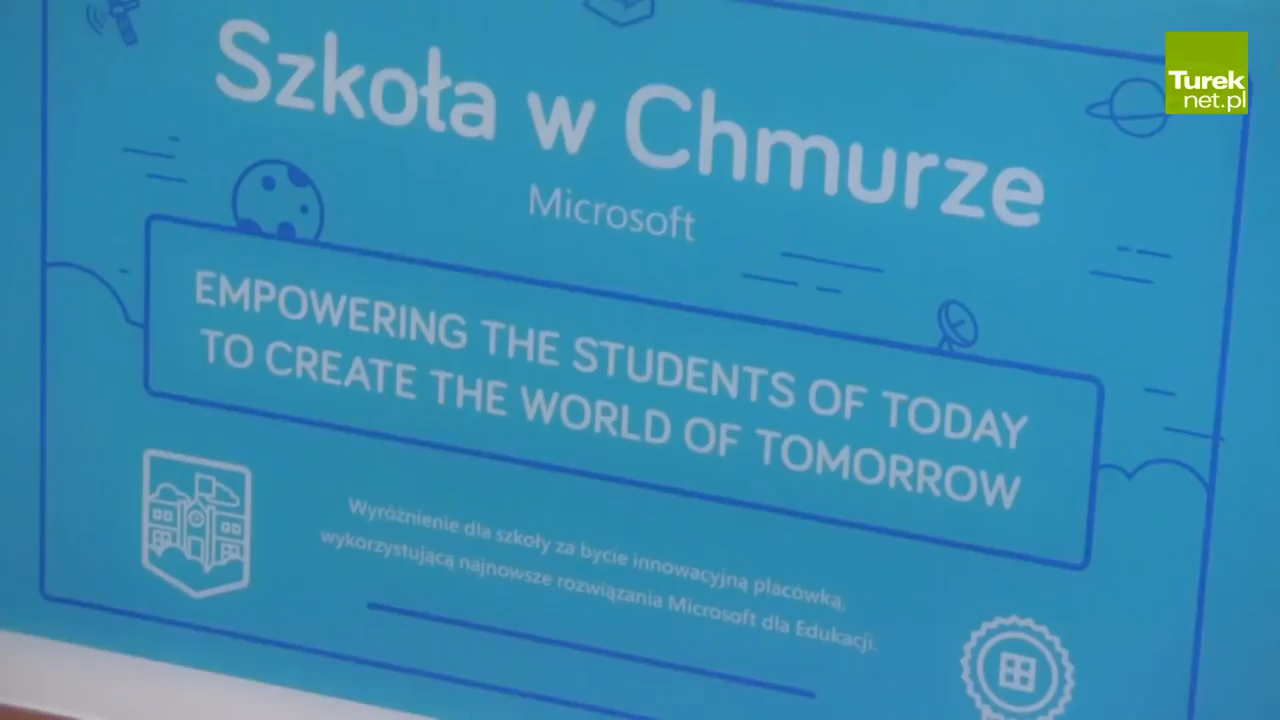 Turek
net.pl
Szkoła w Chmurze
Microsoft
EMPOWERING THE STUDENTS OF TODAY
TO CREATE THE WORLD OF TOMORROW
Wyróżnienie dla szkoły za bycie innowacyjną placówką,
wykorzystującą najnowsze rozwiązania Microsoft dla Edukacji.